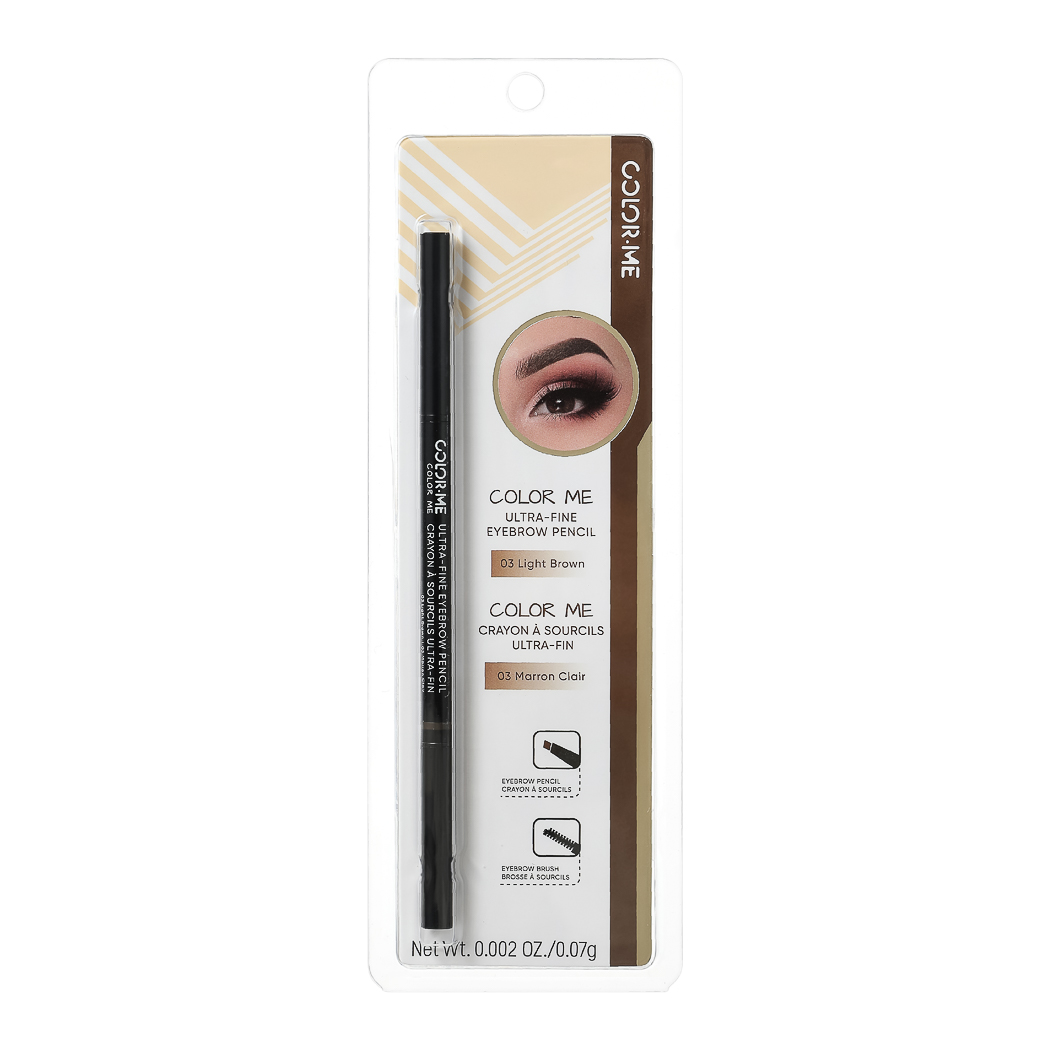 COLOR·ME
COLOR ME
ULTRA-FINE
EYEBROW PENCIL
03 Light Brown
COLOR ME
CRAYON À SOURCILS
ULTRA-FIN
03 Marron Clair
EYEBROW PENCIL
CRAYON À SOURCILS
EYEBROW BRUSH
BROSSE À SOURCILS
Net Wt. 0.002 OZ./0.07g
COLOR·ME ULTRA-FINE EYEBROW PENCIL
COLOR ME CRAYON À SOURCILS ULTRA-FIN